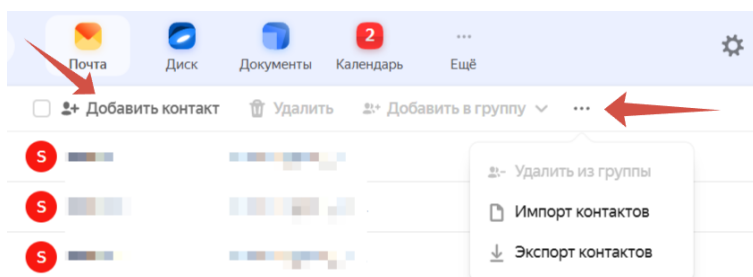 2
Почта Диск Документы Календарь Ещё
Добавить контакт Удалить Добавить в группу
S
Удалить из группы
S
Импорт контактов
S
Экспорт контактов